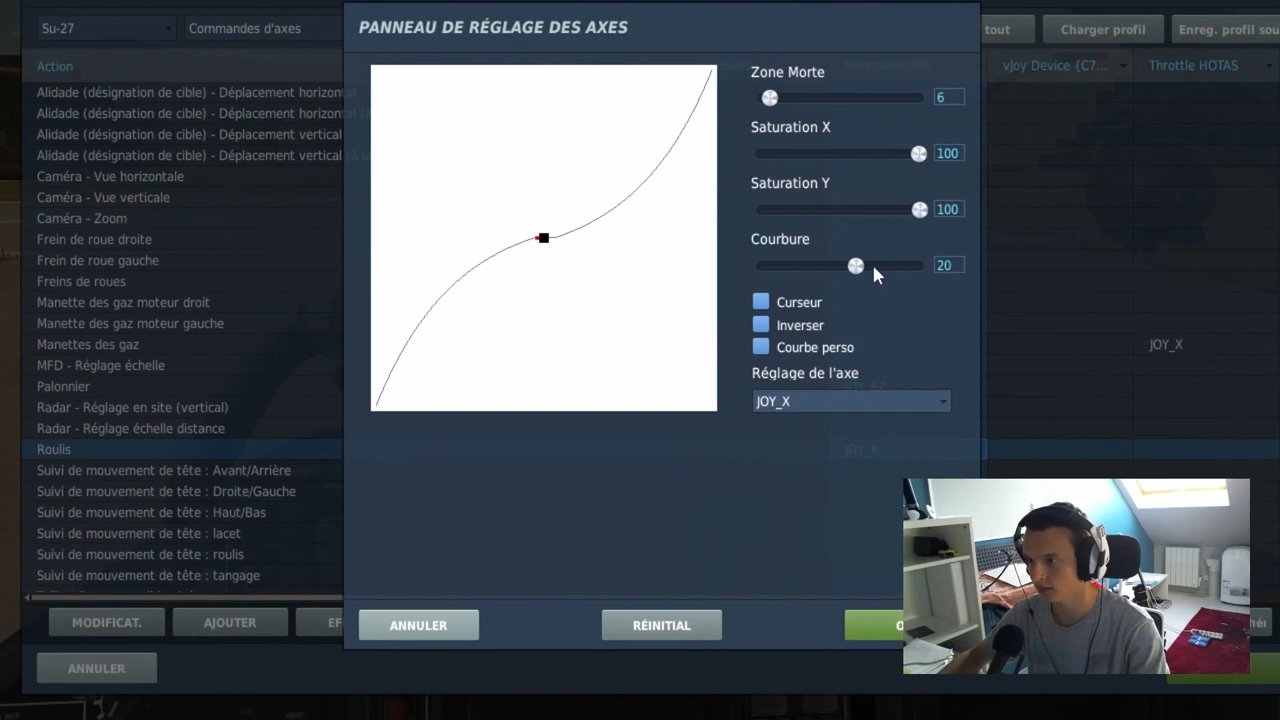 Su-27
Commandes d'axes
PANNEAU DE RÉGLAGE DES AXES
tout
Charger profil
Enreg. profil sou
Action
vJoy Device {C7...
Throttle HOTAS
Alidade (désignation de cible) - Déplacement horizontal
Alidade (désignation de cible) - Déplacement horizontal
Alidade (désignation de cible) - Déplacement vertical
Alidade (désignation de cible) - Déplacement vertical
Caméra - Vue horizontale
Caméra - Vue verticale
Caméra - Zoom
Frein de roue droite
Frein de roue gauche
Freins de roues
Manette des gaz moteur droit
Manette des gaz moteur gauche
Manettes des gaz
JOY_X
MFD - Réglage échelle
Palonnier
Radar - Réglage en site (vertical)
Radar - Réglage échelle distance
Roulis
JOY_X
Suivi de mouvement de tête : Avant/Arrière
Suivi de mouvement de tête : Droite/Gauche
Suivi de mouvement de tête : Haut/Bas
Suivi de mouvement de tête : lacet
Suivi de mouvement de tête : roulis
Suivi de mouvement de tête : tangage
Zone Morte
6
Saturation X
100
Saturation Y
100
Courbure
20
Curseur
Inverser
Courbe perso
Réglage de l'axe
JOY_X
MODIFICAT.
AJOUTER
EF
ANNULER
RÉINITIAL
O
ANNULER